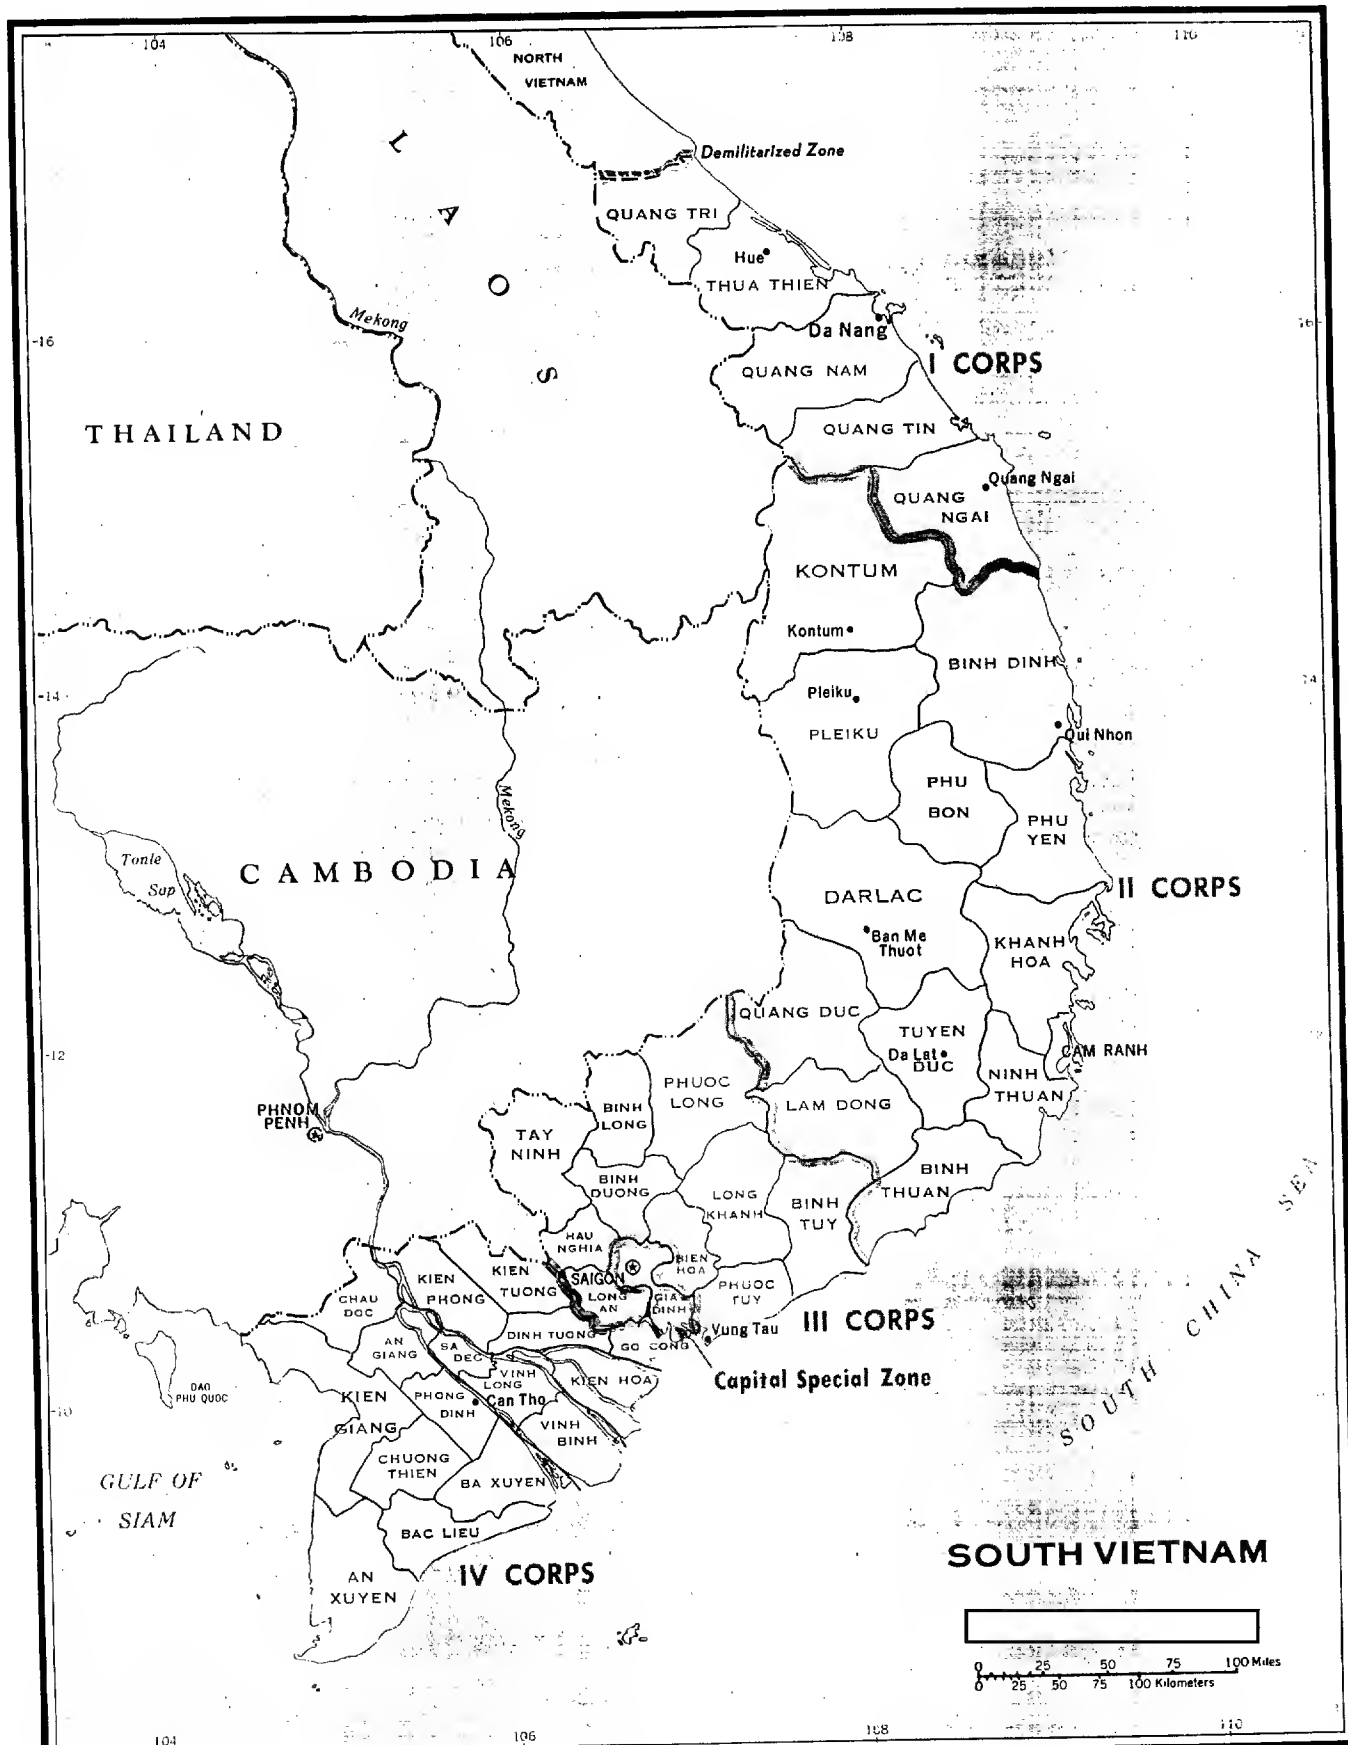 104
106
108
110
NORTH
VIETNAM
L A O S
Demilitarized Zone
QUANG TRI
Hue
THUA THIEN
Mekong
16
16
Da Nang
I CORPS
QUANG NAM
THAILAND
QUANG TIN
Quang Ngai
QUANG
NGAI
KONTUM
Kontum
BINH DINH
14
14
Pleiku
PLEIKU
Qui Nhon
PHU
BON
Mekong
PHU
YEN
Tonle
Sap
CAMBODIA
II CORPS
DARLAC
Ban Me
Thuot
KHANH
HOA
QUANG DUC
TUYEN
DUC
Da Lat
12
12
CAM RANH
NINH
THUAN
PHUOC
LONG
LAM DONG
BINH
LONG
PHNOM
PENH
TAY
NINH
BINH
THUAN
BINH
DUONG
LONG
KHANH
BINH
TUY
SOUTH CHINA SEA
HAU
NGHIA
BIEN
HOA
KIEN
TUONG
SAIGON
KIEN
PHONG
PHUOC
TUY
CHAU
DOC
LONG
AN
GIA
DINH
III CORPS
Vung Tau
DINH TUONG
GO CONG
AN
GIANG
SA
DEC
Capital Special Zone
VINH
LONG
KIEN HOA
DAO
PHU QUOC
KIEN
GIANG
PHONG
DINH
Can Tho
10
VINH
BINH
CHUONG
THIEN
BA XUYEN
GULF OF
SIAM
BAC LIEU
SOUTH VIETNAM
IV CORPS
AN
XUYEN
0 25 50 75 100 Miles
0 25 50 75 100 Kilometers
104
106
108
110